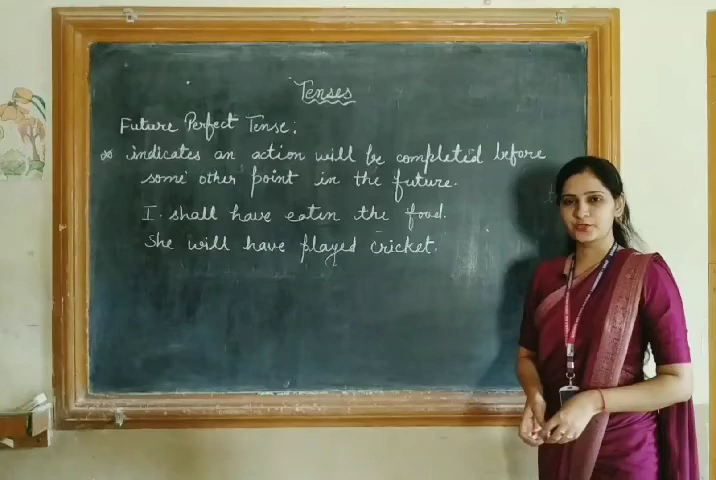 Tenses
Future Perfect Tense:
* indicates an action will be completed before
some other point in the future.
I shall have eaten the food.
She will have played cricket.